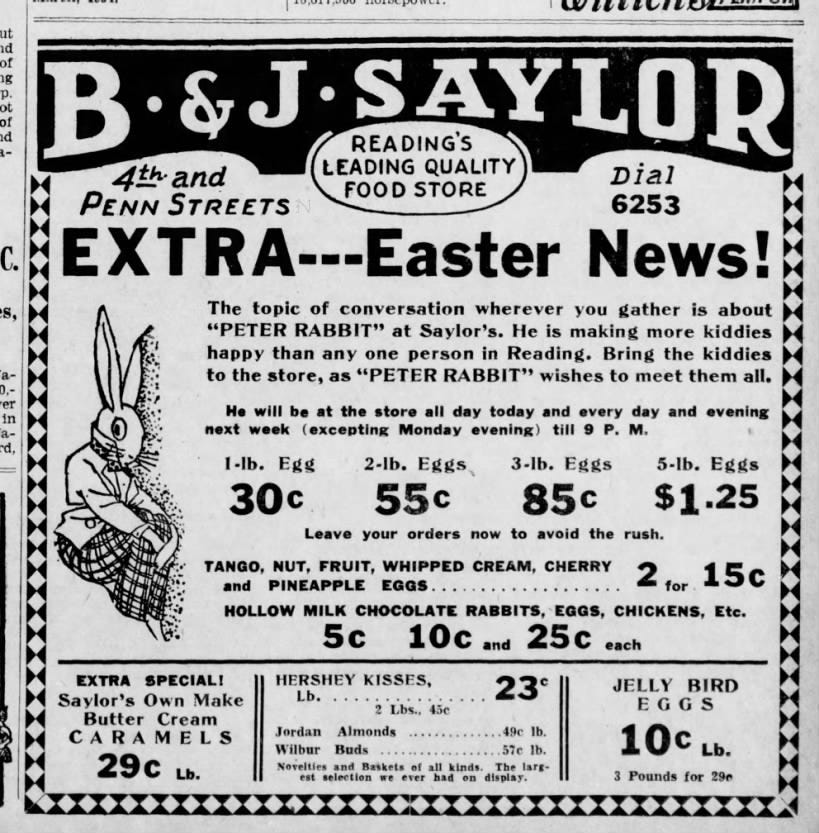 10,617,500 horsepower.
B. & J. SAYLOR
READING'S
LEADING QUALITY
FOOD STORE
4th and
PENN STREETS
Dial
6253
EXTRA---Easter News!
The topic of conversation wherever you gather is about
"PETER RABBIT" at Saylor's. He is making more kiddies
happy than any one person in Reading. Bring the kiddies
to the store, as "PETER RABBIT" wishes to meet them all.
He will be at the store all day today and every day and evening
next week (excepting Monday evening) till 9 P. M.
1-lb. Egg 2-lb. Eggs 3-lb. Eggs 5-lb. Eggs
30c 55c 85c $1.25
Leave your orders now to avoid the rush.
TANGO, NUT, FRUIT, WHIPPED CREAM, CHERRY
and PINEAPPLE EGGS.................. 2 for 15c
HOLLOW MILK CHOCOLATE RABBITS, EGGS, CHICKENS, Etc.
5c 10c and 25c each
EXTRA SPECIAL!
Saylor's Own Make
Butter Cream
CARAMELS
29c Lb.
HERSHEY KISSES,
Lb. ................ 23c
2 Lbs., 45c
Jordan Almonds ............49c lb.
Wilbur Buds ................57c lb.
Novelties and Baskets of all kinds. The larg-
est selection we ever had on display.
JELLY BIRD
EGGS
10c Lb.
3 Pounds for 29c